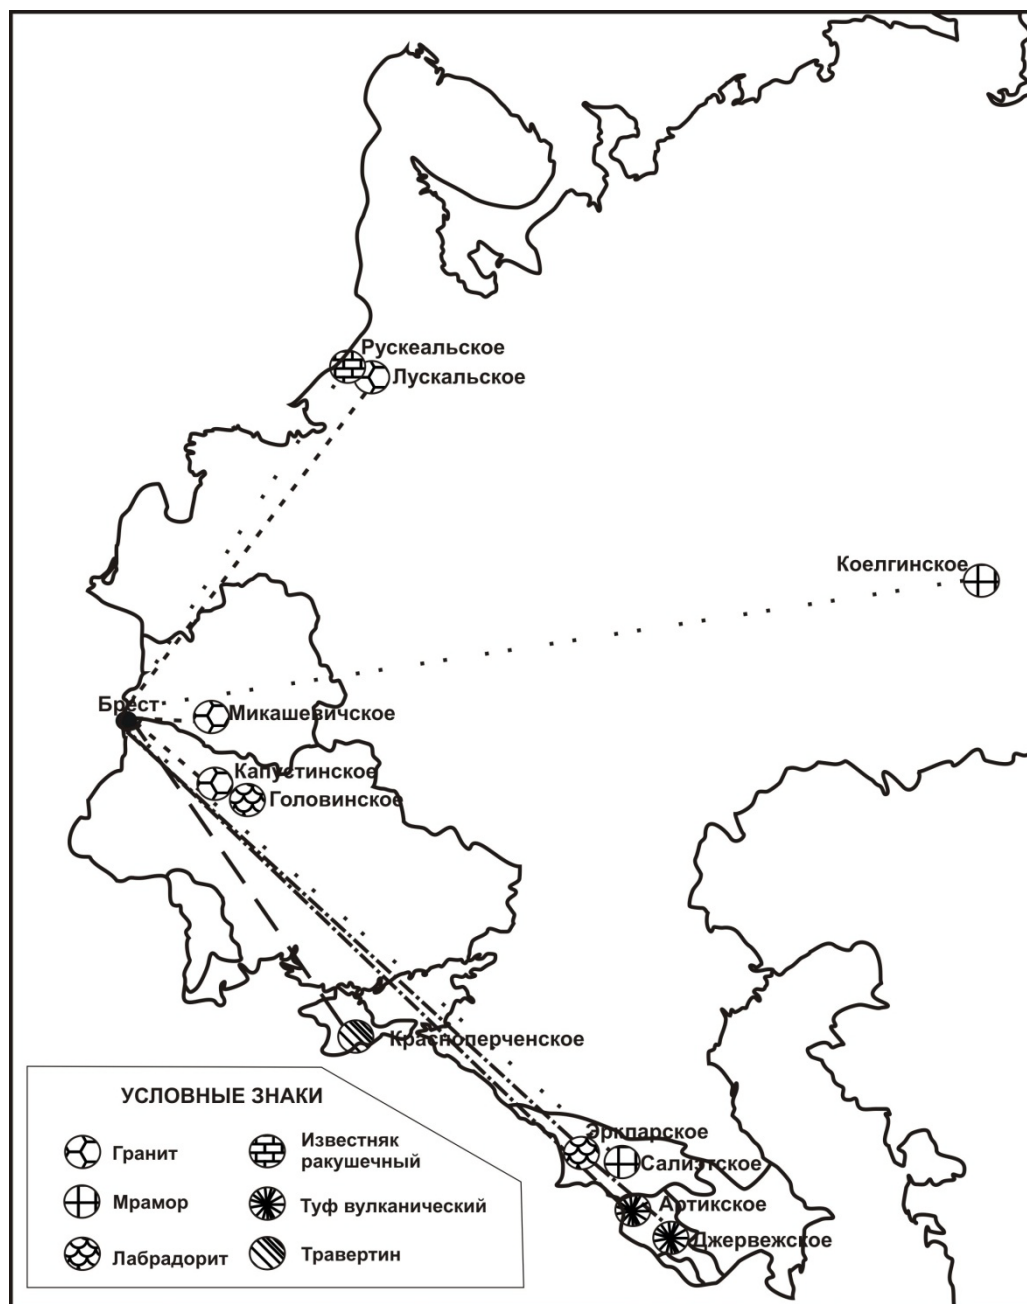 Рускеальское
Лускальское
Коелгинское
Брест
Микашевичское
Капустинское
Головинское
Красноперченское
Эркларское
Салиэтское
Артикское
Джервежское
УСЛОВНЫЕ ЗНАКИ
Гранит
Известняк
ракушечный
Мрамор
Туф вулканический
Лабрадорит
Травертин